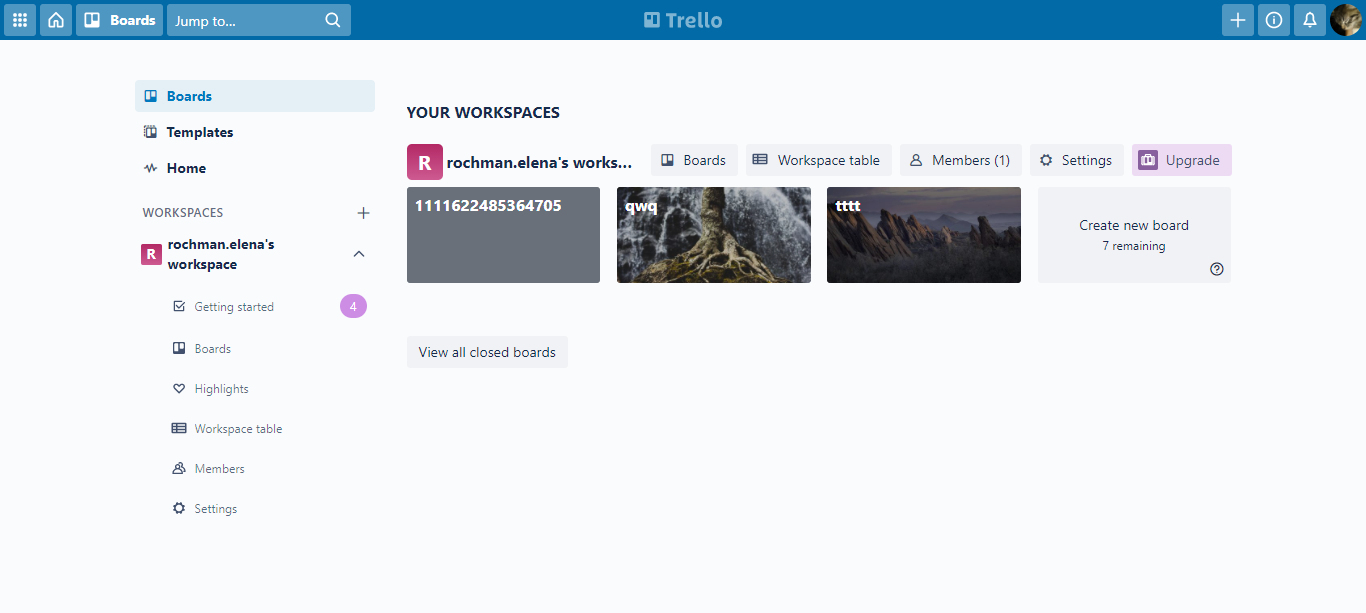 Boards
Jump to...
Trello
Boards
Templates
Home
WORKSPACES
R
rochman.elena's
workspace
Getting started
4
Boards
Highlights
Workspace table
Members
Settings
YOUR WORKSPACES
R
rochman.elena's works...
Boards
Workspace table
Members (1)
Settings
Upgrade
1111622485364705
qwq
tttt
Create new board
7 remaining
View all closed boards